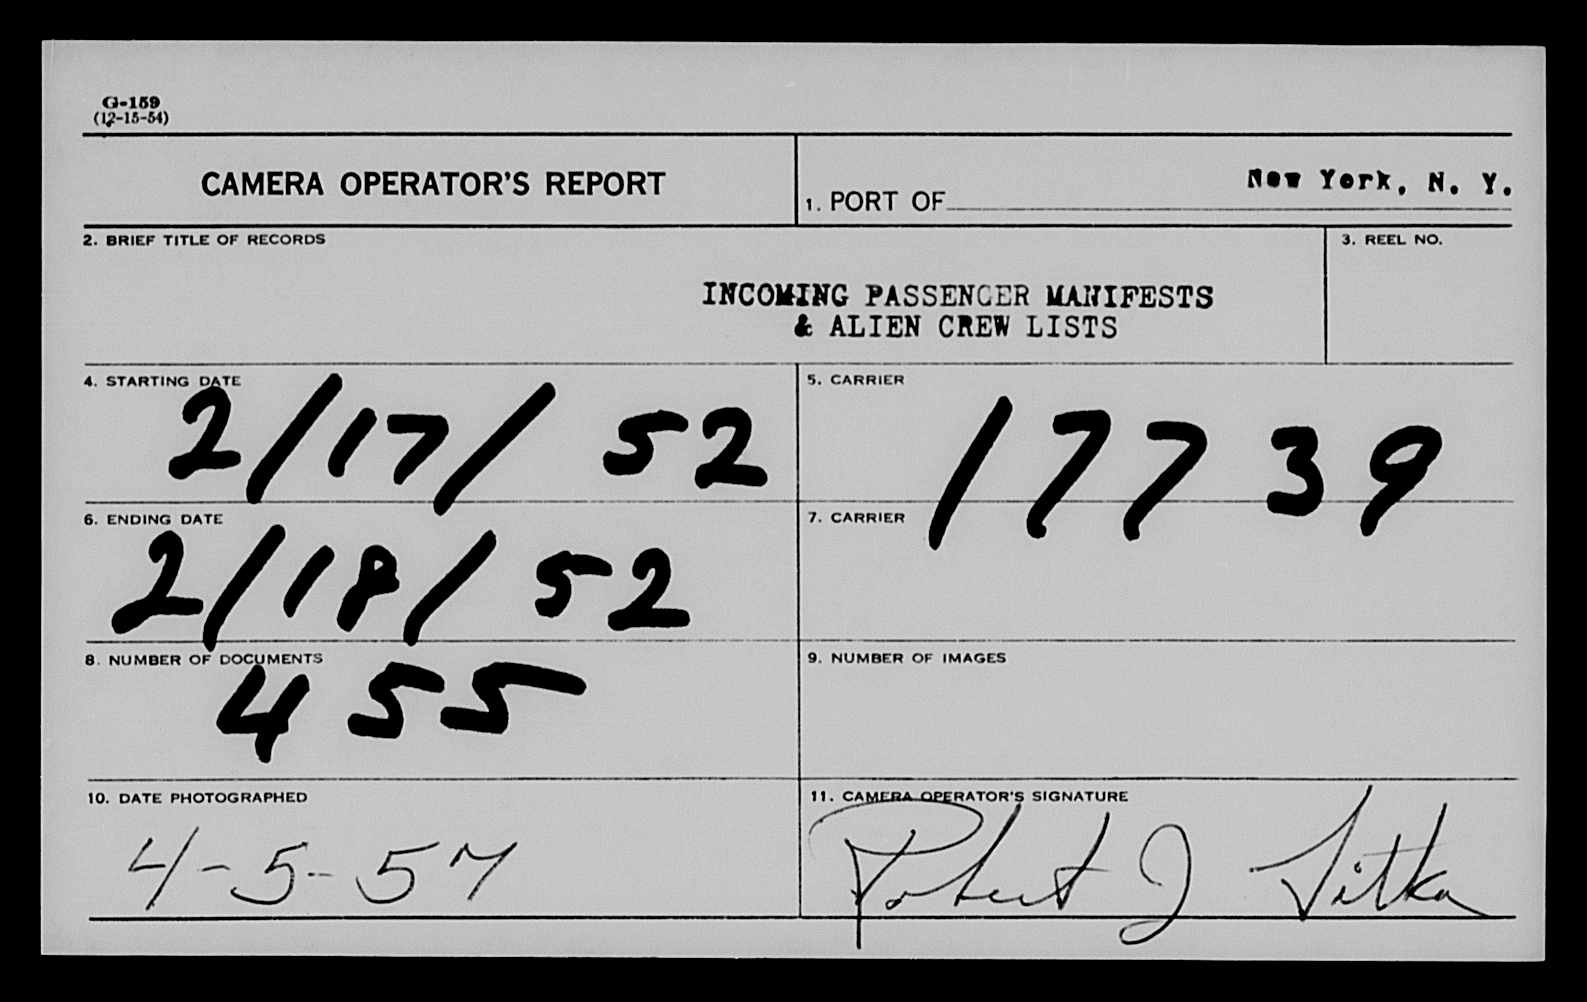 G-159
(12-15-54)
CAMERA OPERATOR'S REPORT
1. PORT OF New York, N. Y.
2. BRIEF TITLE OF RECORDS
3. REEL NO.
INCOMING PASSENGER MANIFESTS
& ALIEN CREW LISTS
4. STARTING DATE
2/17/52
5. CARRIER
17739
6. ENDING DATE
2/18/52
7. CARRIER
8. NUMBER OF DOCUMENTS
455
9. NUMBER OF IMAGES
10. DATE PHOTOGRAPHED
4-5-57
11. CAMERA OPERATOR'S SIGNATURE
Robert J